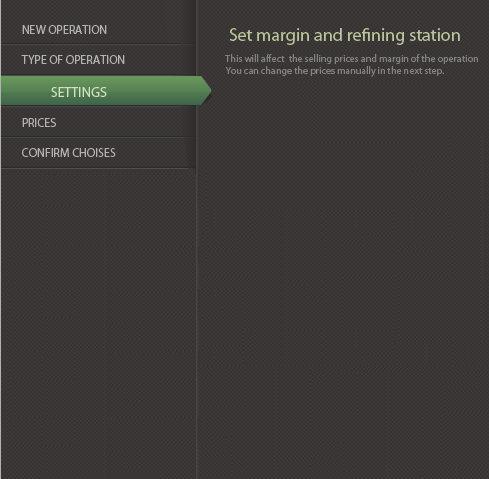 NEW OPERATION
TYPE OF OPERATION
SETTINGS
PRICES
CONFIRM CHOISES
Set margin and refining station
This will affect the selling prices and margin of the operation
You can change the prices manually in the next step.